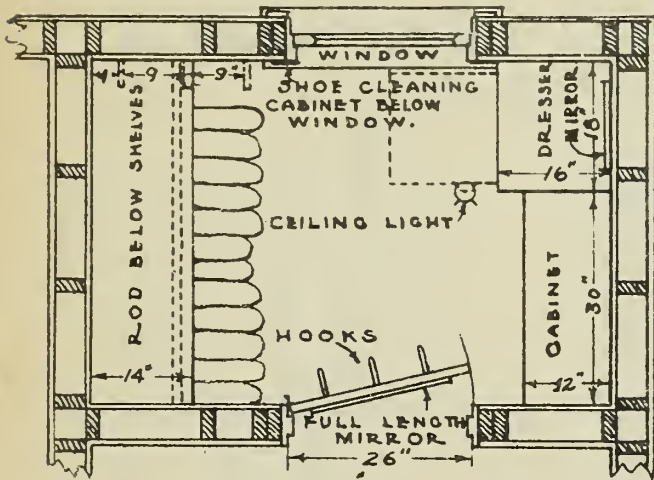 WINDOW
4"
9
9"
SHOE CLEANING
CABINET BELOW
WINDOW.
ROD BELOW SHELVES
DRESSER
MIRROR
18"
16"
CEILING LIGHT
CABINET
30"
HOOKS
14"
12"
FULL LENGTH
MIRROR
26"